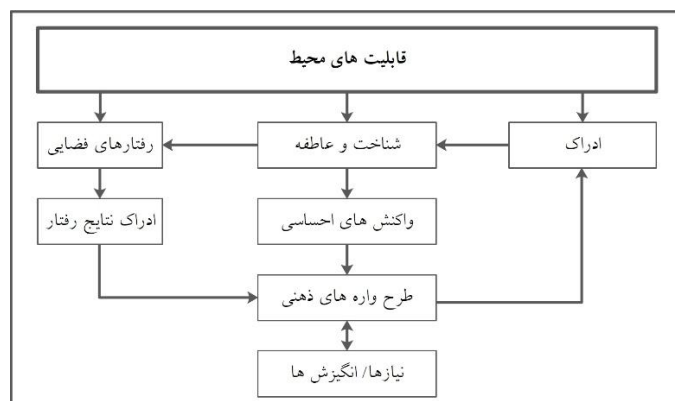 قابلیت های محیط
ادراک
شناخت و عاطفه
رفتارهای فضایی
واکنش های احساسی
ادراک نتایج رفتار
طرح واره های ذهنی
نیازها/ انگیزش ها